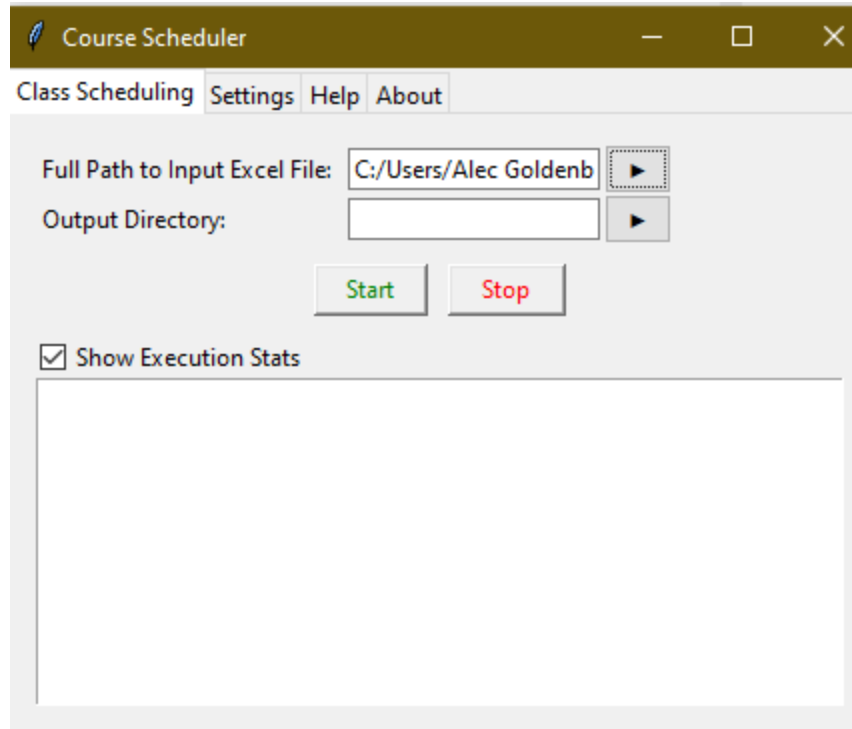 Course Scheduler
Class Scheduling Settings Help About
Full Path to Input Excel File: C:/Users/Alec Goldenb
Output Directory:
Start Stop
Show Execution Stats